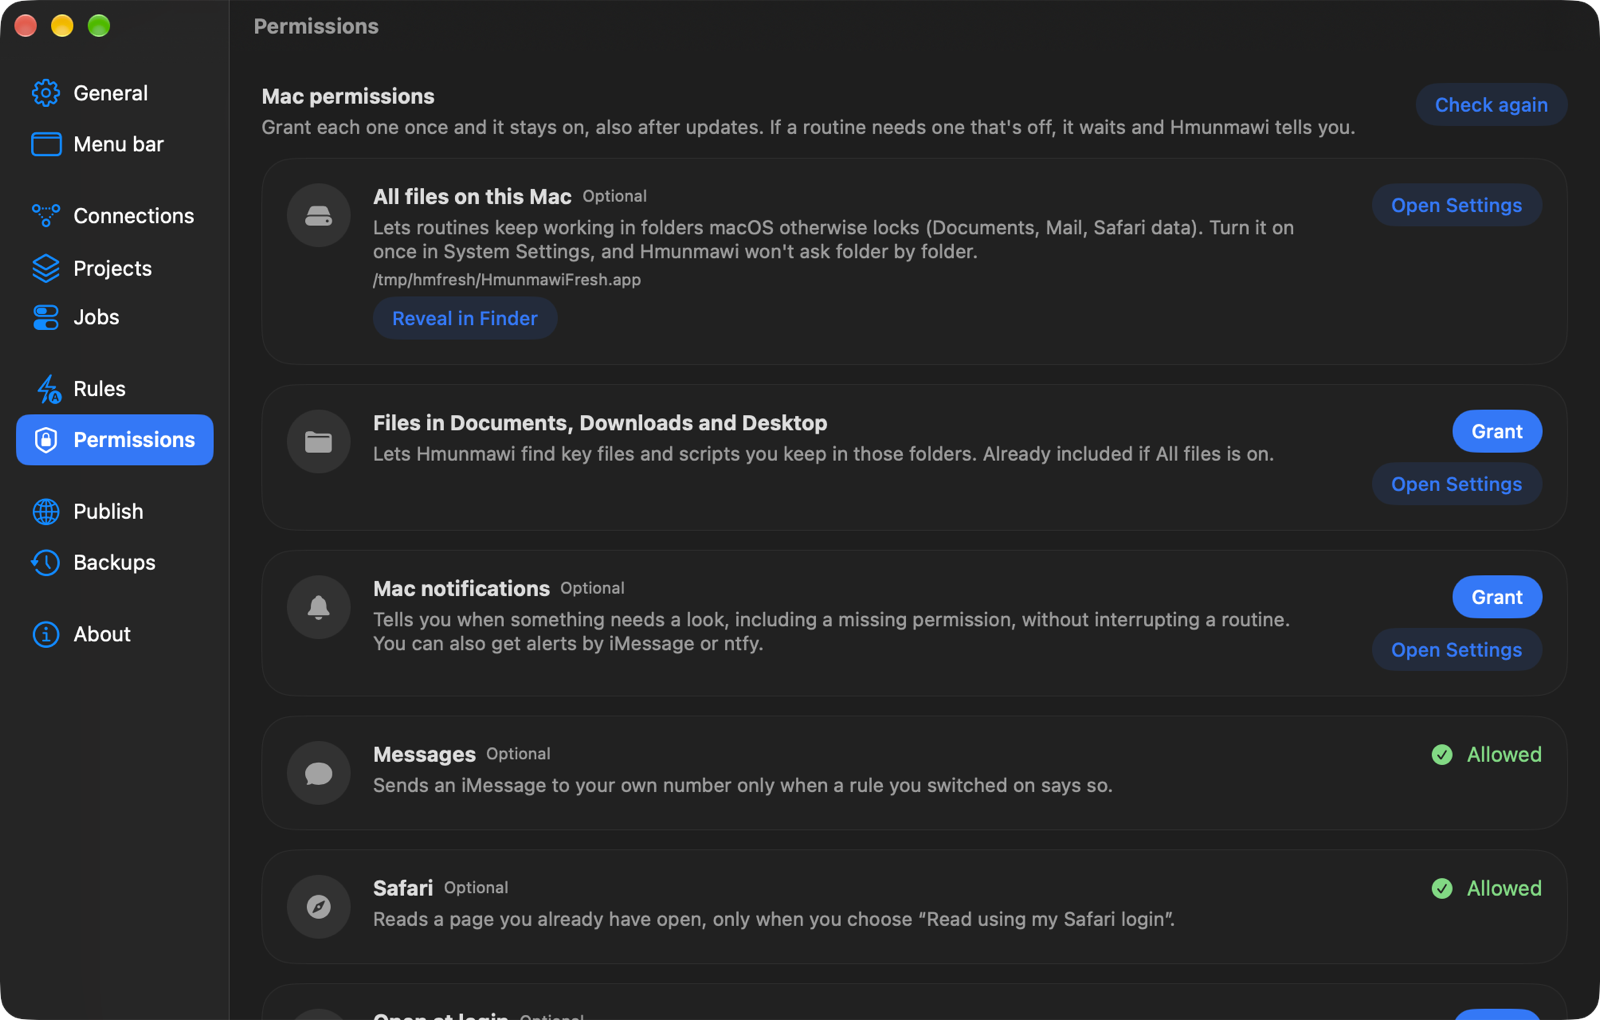 Permissions
General
Menu bar
Connections
Projects
Jobs
Rules
Permissions
Publish
Backups
About
Mac permissions
Grant each one once and it stays on, also after updates. If a routine needs one that's off, it waits and Hmunmawi tells you.
Check again
All files on this Mac Optional
Lets routines keep working in folders macOS otherwise locks (Documents, Mail, Safari data). Turn it on
once in System Settings, and Hmunmawi won't ask folder by folder.
/tmp/hmfresh/HmunmawiFresh.app
Reveal in Finder
Open Settings
Files in Documents, Downloads and Desktop
Lets Hmunmawi find key files and scripts you keep in those folders. Already included if All files is on.
Grant
Open Settings
Mac notifications Optional
Tells you when something needs a look, including a missing permission, without interrupting a routine.
You can also get alerts by iMessage or ntfy.
Grant
Open Settings
Messages Optional
Sends an iMessage to your own number only when a rule you switched on says so.
Allowed
Safari Optional
Reads a page you already have open, only when you choose “Read using my Safari login”.
Allowed
Open at login Optional